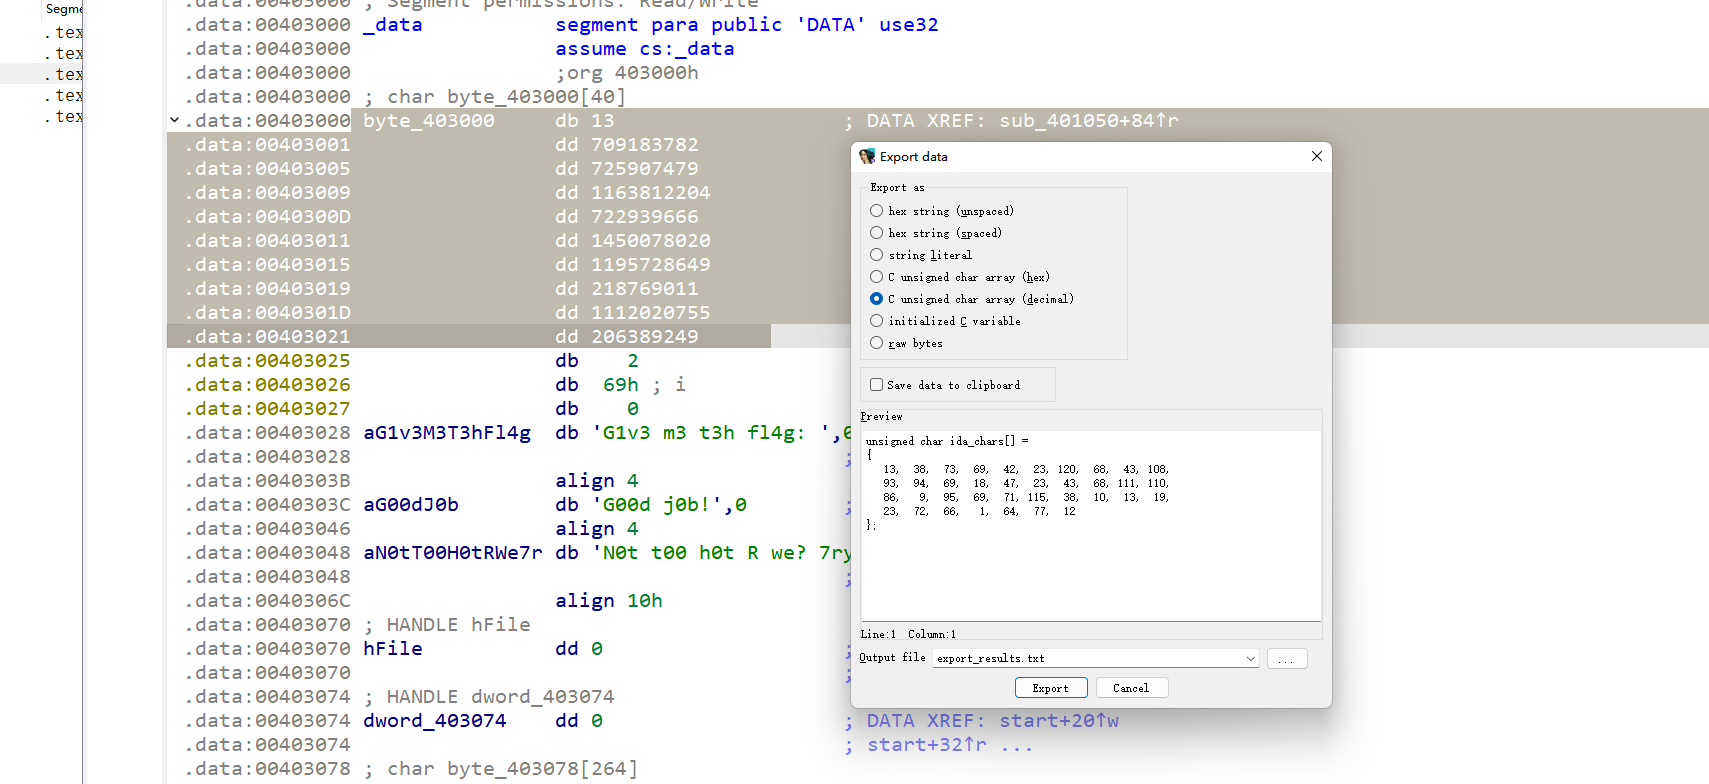 Segme
.tex
.tex
.tex
.tex
.tex
.data:00403000 ; Segment permissions: Read/Write
.data:00403000 _data segment para public 'DATA' use32
.data:00403000 assume cs:_data
.data:00403000 ;org 403000h
.data:00403000 ; char byte_403000[40]
.data:00403000 byte_403000 db 13 ; DATA XREF: sub_401050+84↑r
.data:00403001 dd 709183782
.data:00403005 dd 725907479
.data:00403009 dd 1163812204
.data:0040300D dd 722939666
.data:00403011 dd 1450078020
.data:00403015 dd 1195728649
.data:00403019 dd 218769011
.data:0040301D dd 1112020755
.data:00403021 dd 206389249
.data:00403025 db 2
.data:00403026 db 69h ; i
.data:00403027 db 0
.data:00403028 aG1v3M3T3hFl4g db 'G1v3 m3 t3h fl4g: ',0
.data:00403028 ;
.data:0040303B align 4
.data:0040303C aG00dJ0b db 'G00d j0b!',0 ;
.data:00403046 align 4
.data:00403048 aN0tT00H0tRWe7r db 'N0t t00 h0t R we? 7ry
.data:00403048 ;
.data:0040306C align 10h
.data:00403070 ; HANDLE hFile
.data:00403070 hFile dd 0 ;
.data:00403070 ;
.data:00403074 ; HANDLE dword_403074
.data:00403074 dword_403074 dd 0 ; DATA XREF: start+20↑w
.data:00403074 ; start+32↑r ...
.data:00403078 ; char byte_403078[264]
Export data
Export as
hex string (unspaced)
hex string (spaced)
string literal
C unsigned char array (hex)
C unsigned char array (decimal)
initialized C variable
raw bytes
Save data to clipboard
Preview
unsigned char ida_chars[] =
{
13, 38, 73, 69, 42, 23, 120, 68, 43, 108,
93, 94, 69, 18, 47, 23, 43, 68, 111, 110,
86, 9, 95, 69, 71, 115, 38, 10, 13, 19,
23, 72, 66, 1, 64, 77, 12
};
Line:1 Column:1
Output file export_results.txt ...
Export Cancel